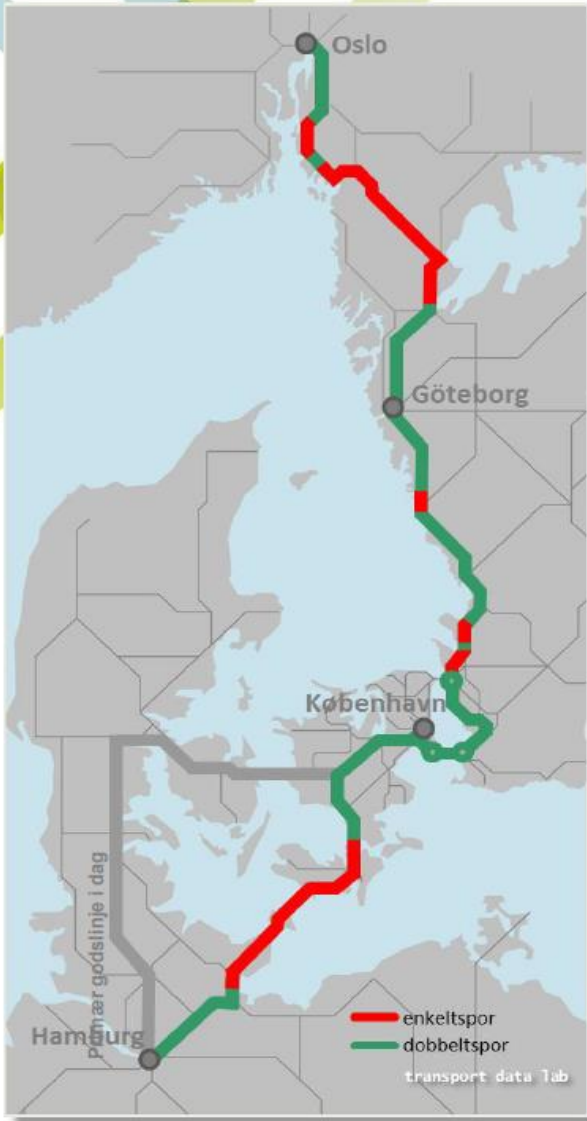 Oslo
Göteborg
København
Primær godslinje i dag
Hamburg
enkeltspor
dobbeltspor
transport data lab